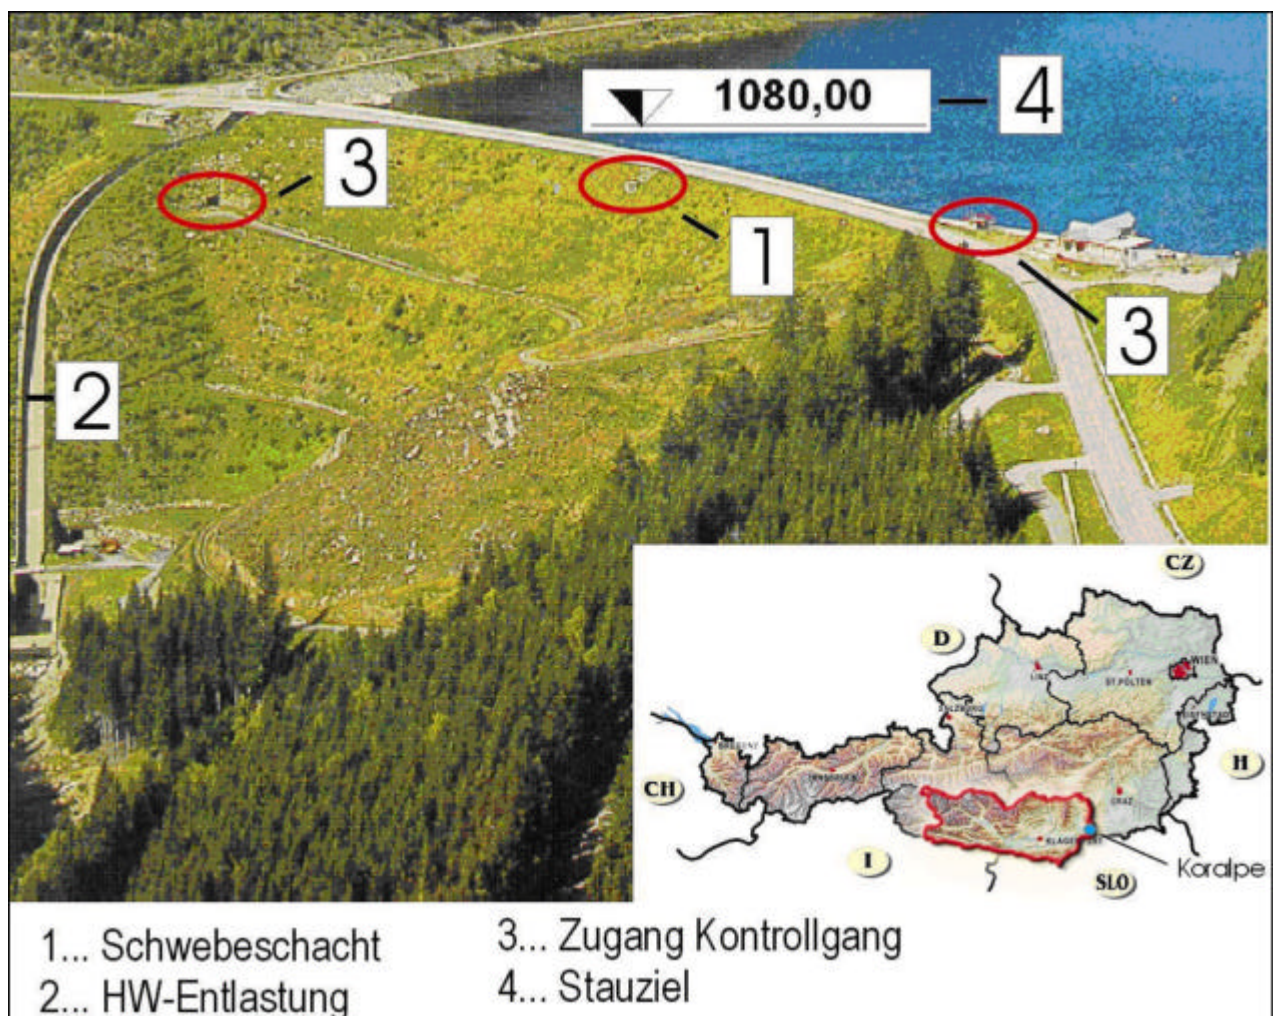 1080,00
4
3
1
3
2
CZ
D
WIEN
LINZ
ST.PÖLTEN
SALZBURG
H
CH
INNSBRUCK
GRAZ
KLAGENFURT
I
SLO
Koralpe
1... Schwebeschacht
3... Zugang Kontrollgang
2... HW-Entlastung
4... Stauziel